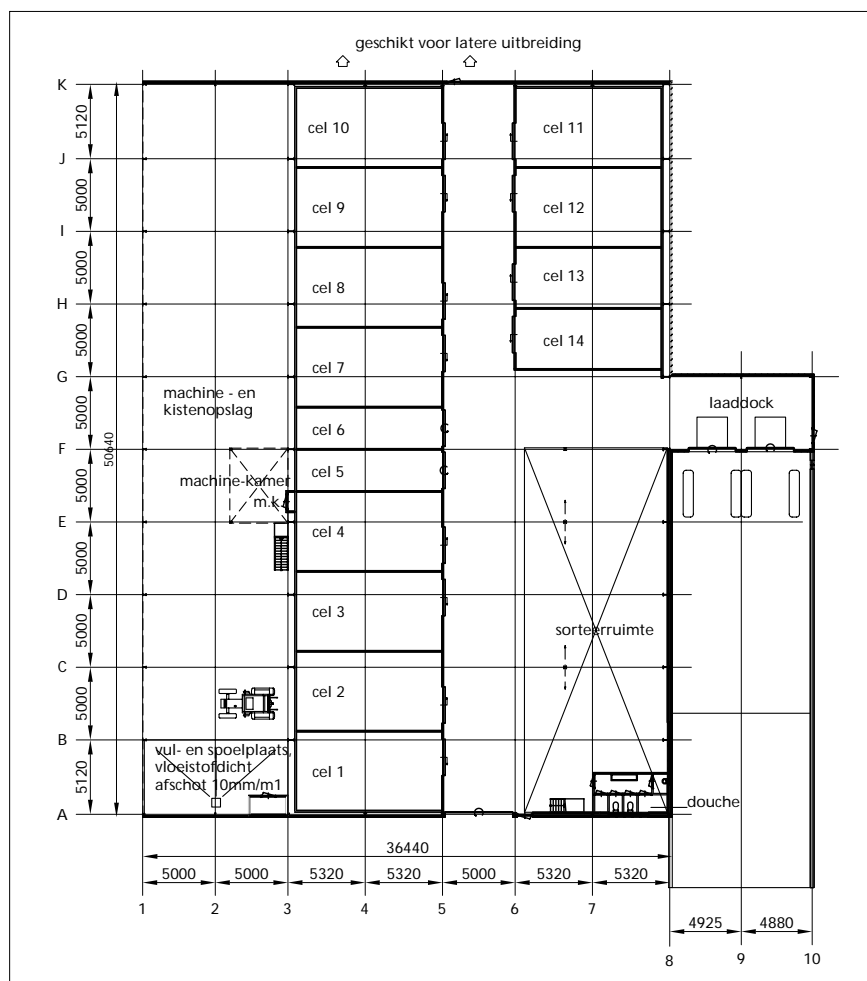 geschikt voor latere uitbreiding
K
5120
cel 10
cel 11
J
5000
cel 9
cel 12
I
5000
cel 8
cel 13
H
5000
cel 7
cel 14
G
5000
50640
machine - en
kistenopslag
laaddock
cel 6
F
5000
cel 5
machine-kamer
m.k.
E
5000
cel 4
D
5000
cel 3
sorteerruimte
C
5000
cel 2
B
5120
vul- en spoelplaats,
vloeistofdicht
afschot 10mm/m1
cel 1
douche
A
36440
5000
5000
5320
5320
5000
5320
5320
1
2
3
4
5
6
7
4925
4880
8
9
10